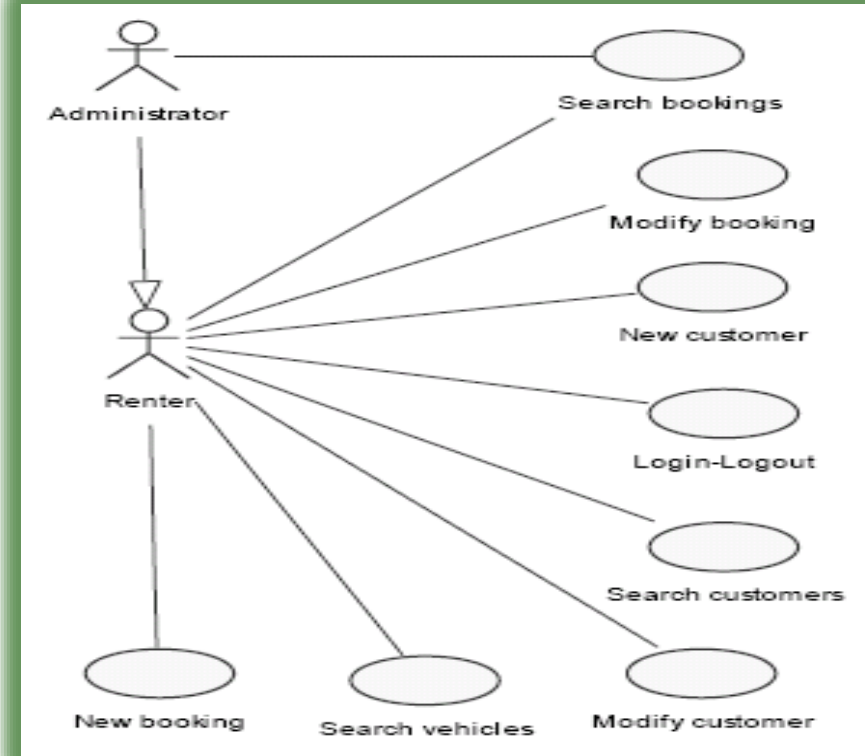 Administrator
Search bookings
Modify booking
New customer
Renter
Login-Logout
Search customers
New booking
Search vehicles
Modify customer